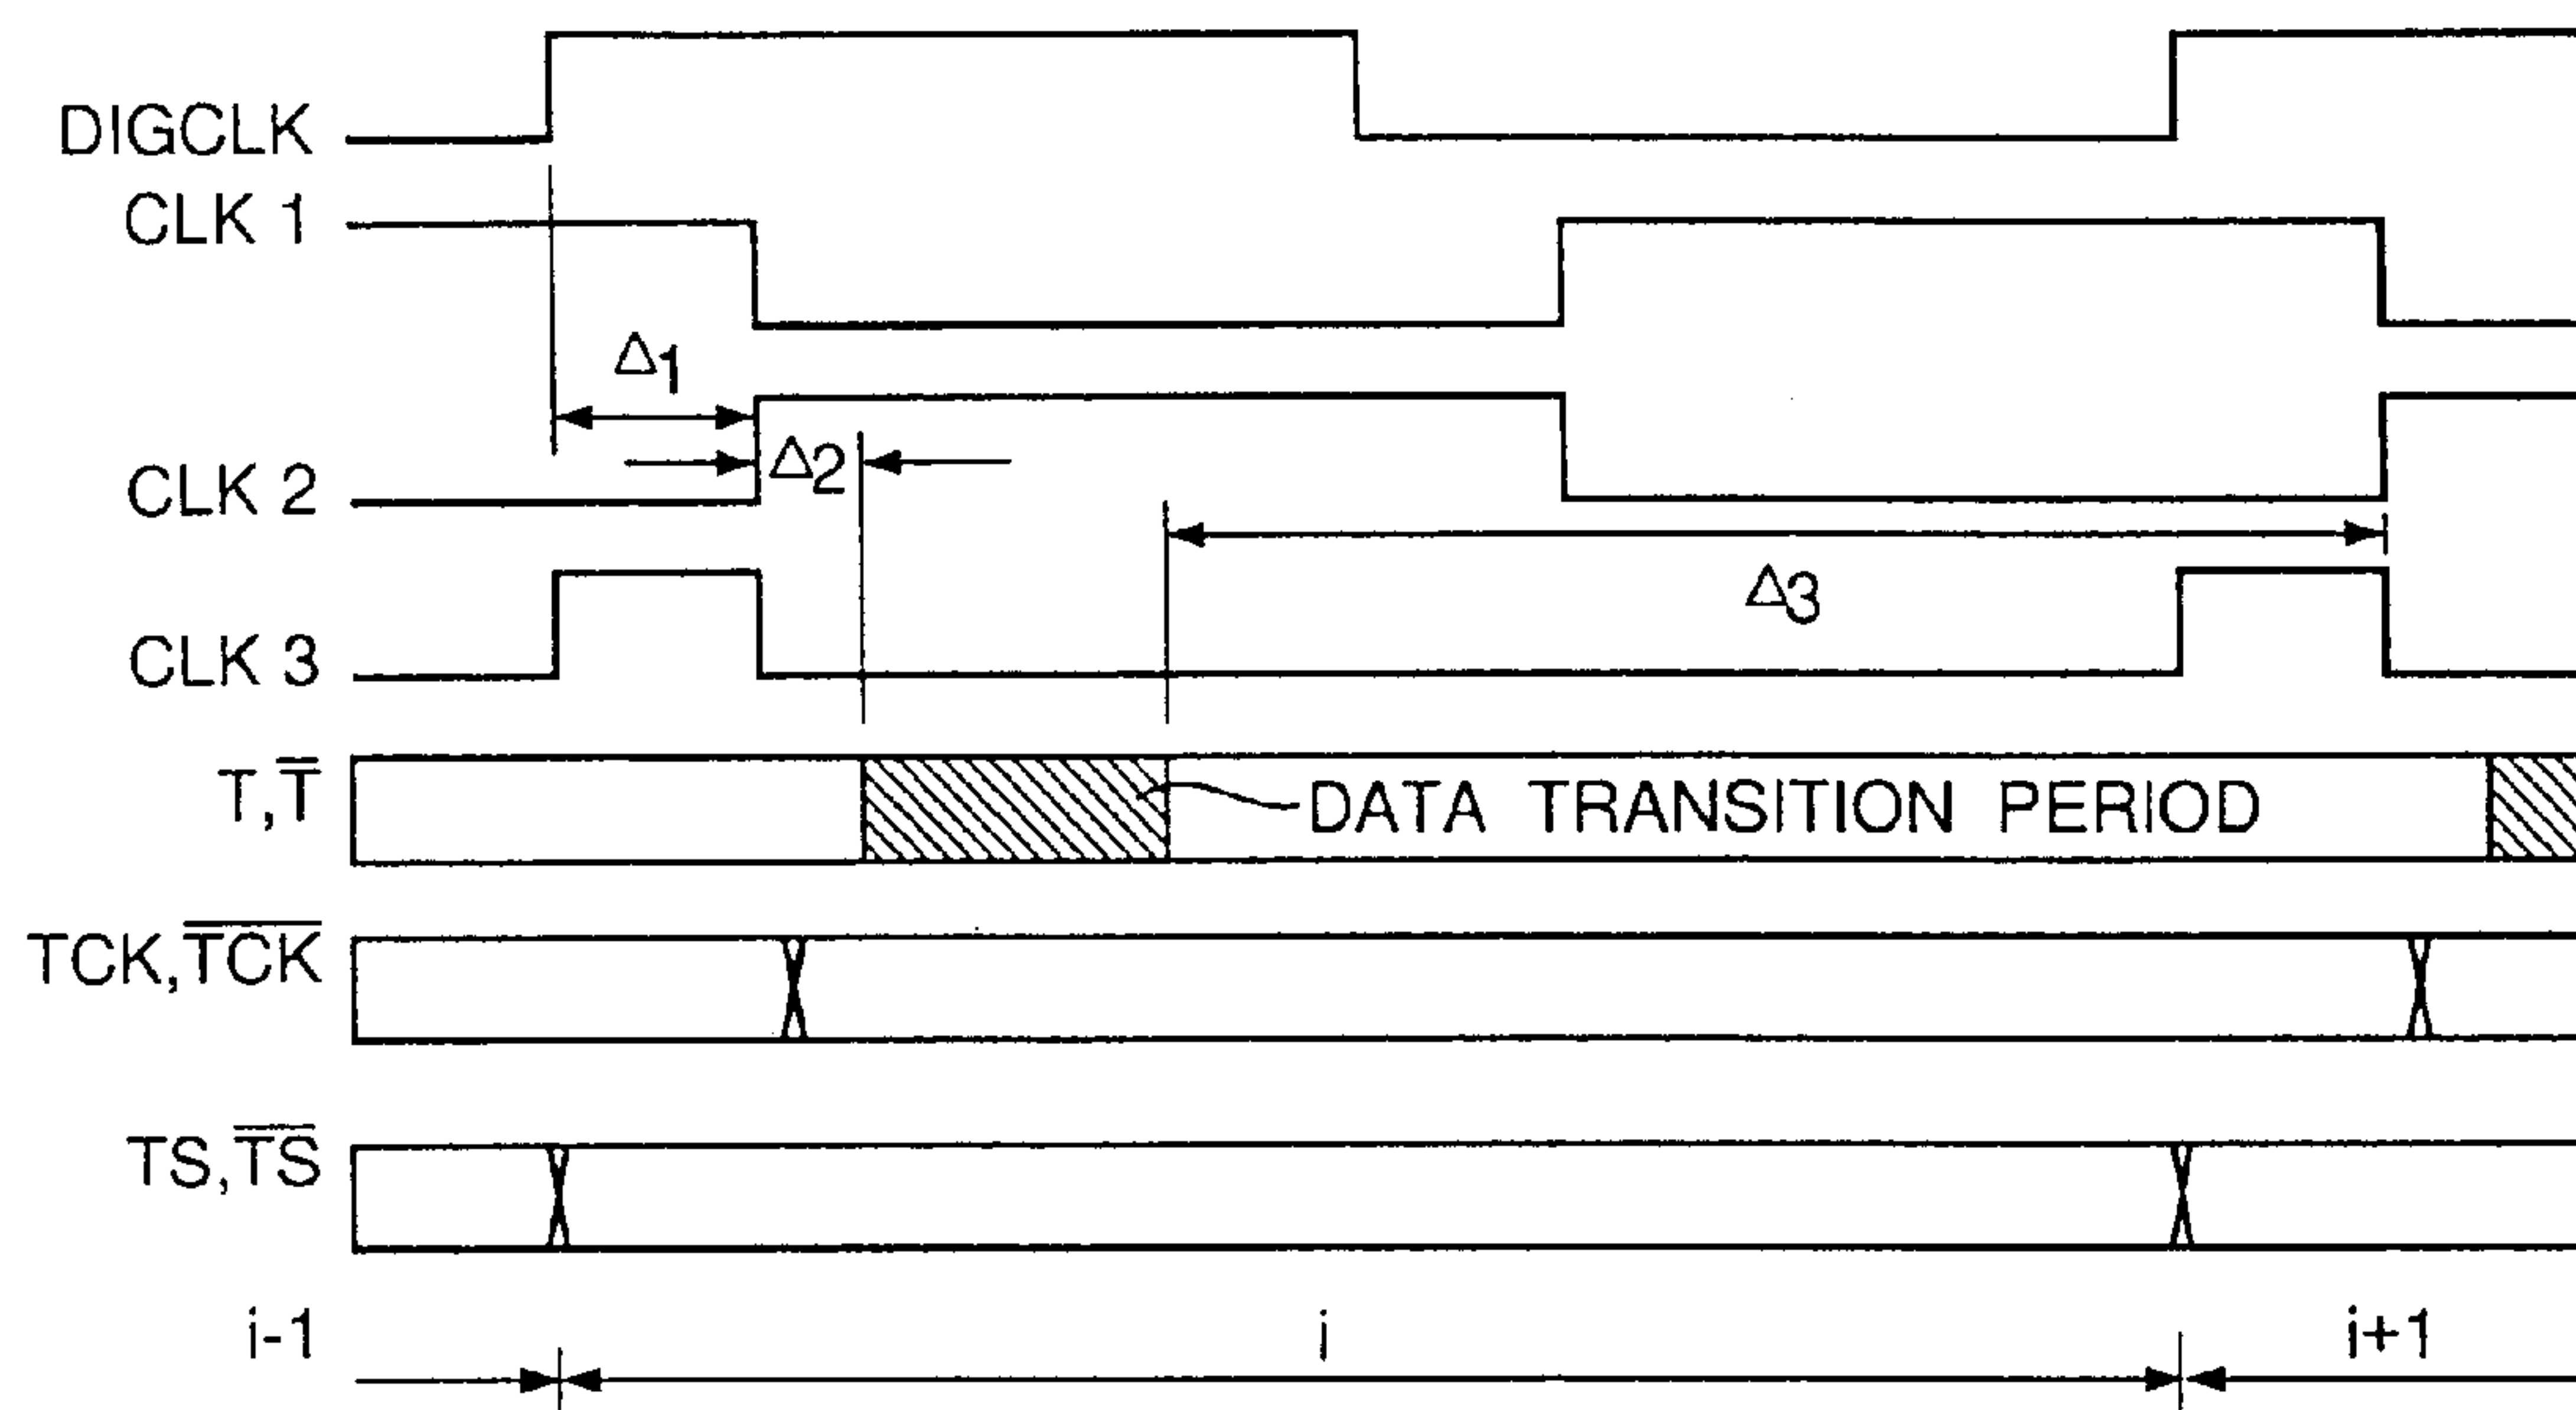 DIGCLK
CLK 1
Δ1
CLK 2
Δ2
Δ3
CLK 3
T,T̅
DATA TRANSITION PERIOD
TCK,T̅C̅K̅
TS,T̅S̅
i-1
i
i+1